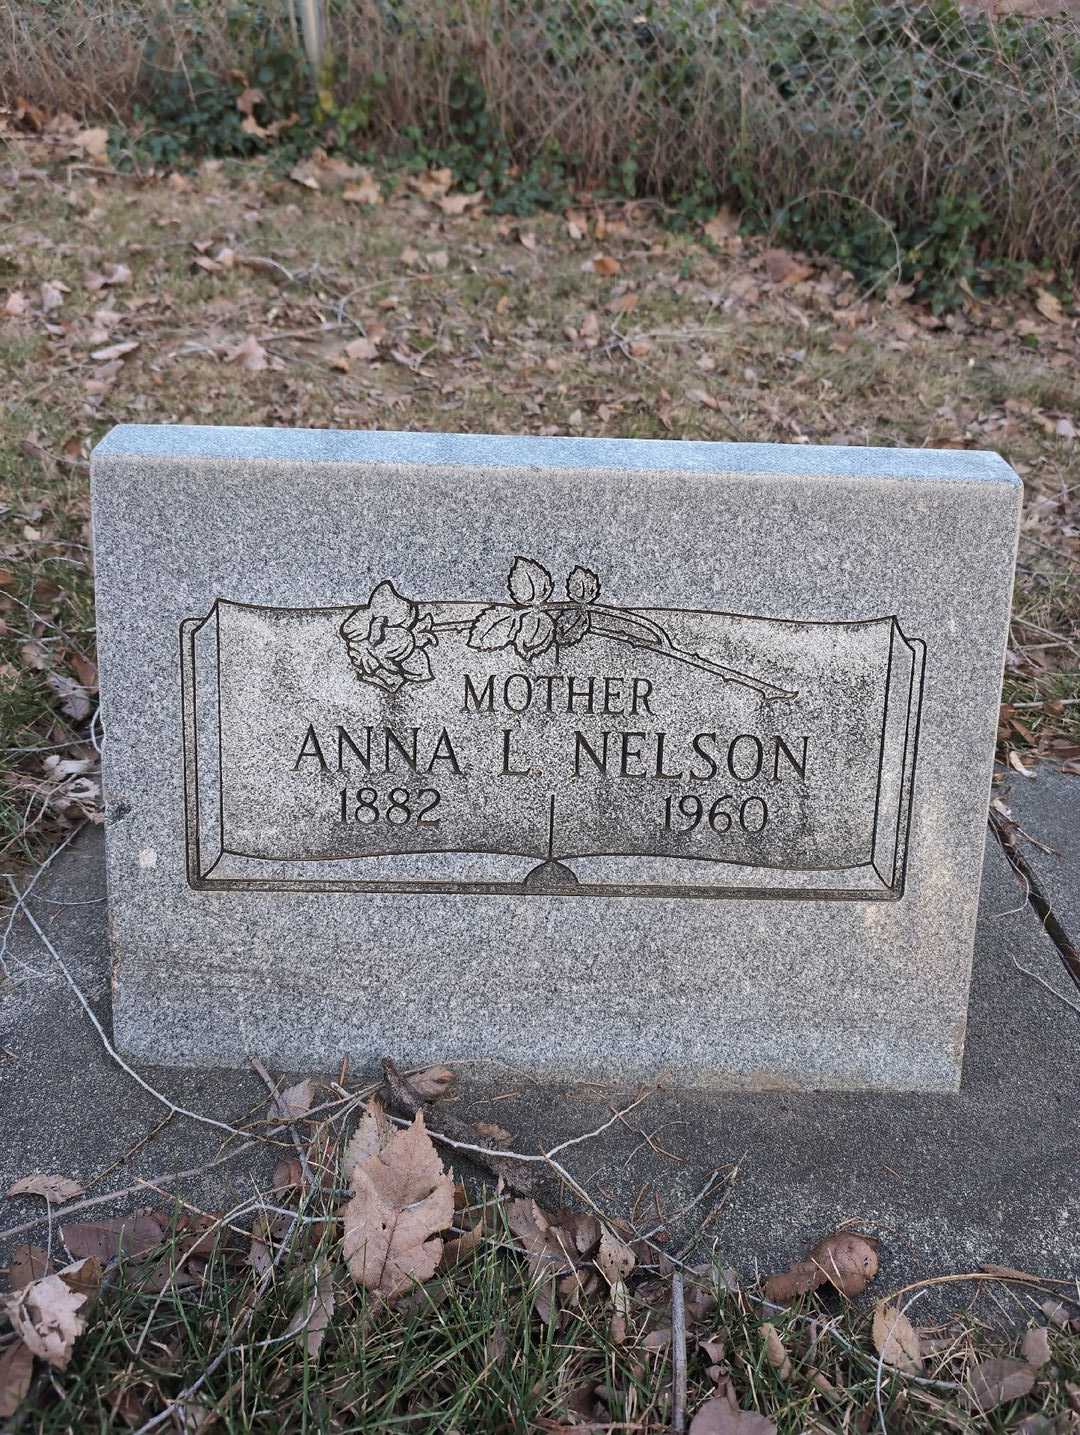 MOTHER
ANNA L. NELSON
1882 1960